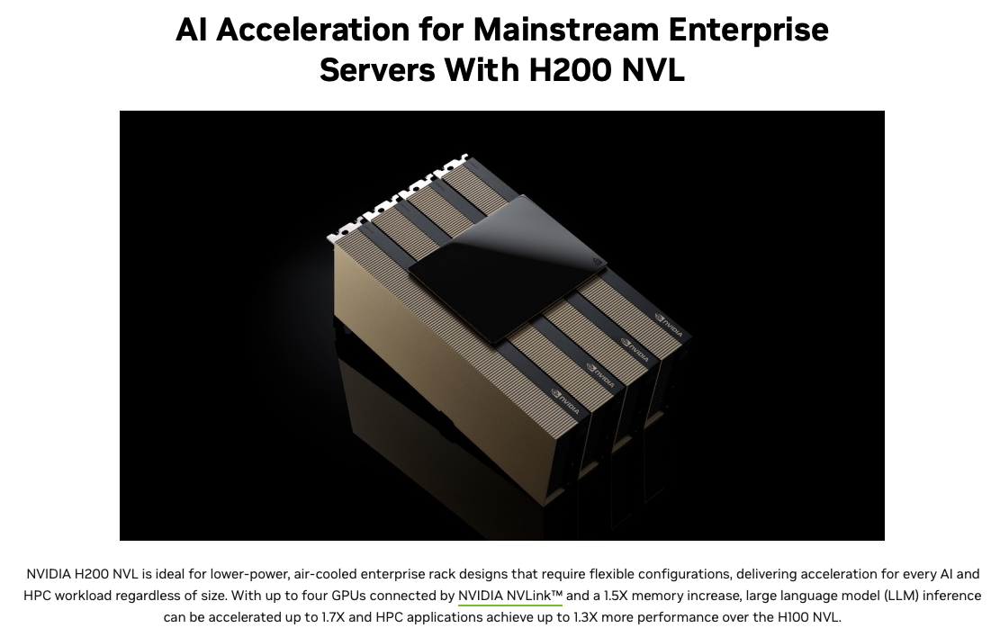 AI Acceleration for Mainstream Enterprise
Servers With H200 NVL
NVIDIA
NVIDIA
NVIDIA
NVIDIA
NVIDIA H200 NVL is ideal for lower-power, air-cooled enterprise rack designs that require flexible configurations, delivering acceleration for every AI and
HPC workload regardless of size. With up to four GPUs connected by NVIDIA NVLink™ and a 1.5X memory increase, large language model (LLM) inference
can be accelerated up to 1.7X and HPC applications achieve up to 1.3X more performance over the H100 NVL.